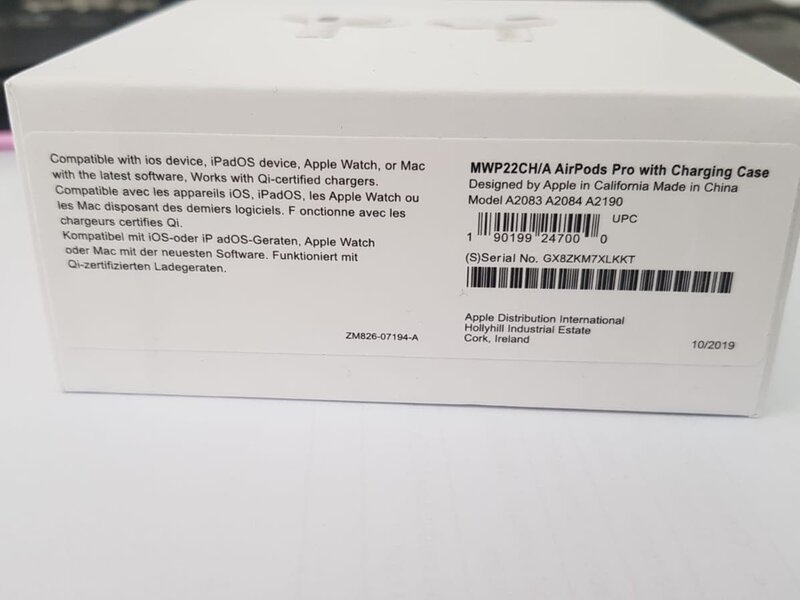 Compatible with ios device, iPadOS device, Apple Watch, or Mac
with the latest software, Works with Qi-certified chargers.
Compatible avec les appareils iOS, iPadOS, les Apple Watch ou
les Mac disposant des demiers logiciels. F onctionne avec les
chargeurs certifies Qi.
Kompatibel mit iOS-oder iP adOS-Geraten, Apple Watch
oder Mac mit der neuesten Software. Funktioniert mit
Qi-zertifizierten Ladegeraten.
ZM826-07194-A
MWP22CH/A AirPods Pro with Charging Case
Designed by Apple in California Made in China
Model A2083 A2084 A2190
UPC
1 90199 24700 0
(S)Serial No. GX8ZKM7XLKKT
Apple Distribution International
Hollyhill Industrial Estate
Cork, Ireland
10/2019